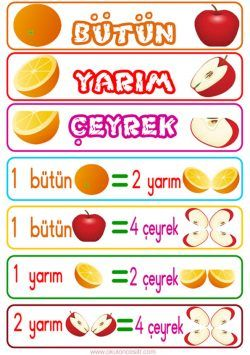 BÜTÜN
YARIM
ÇEYREK
1 bütün = 2 yarım
1 bütün = 4 çeyrek
1 yarım = 2 çeyrek
2 yarım = 4 çeyrek